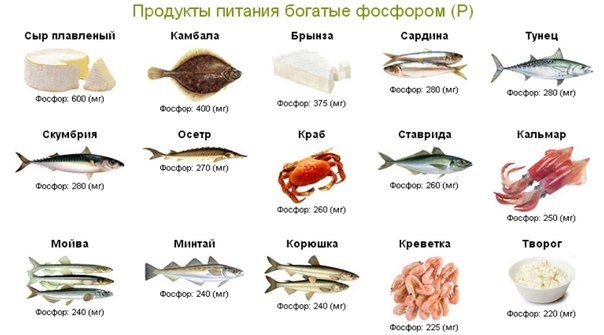 Продукты питания богатые фосфором (Р)
Сыр плавленый
Камбала
Брынза
Сардина
Тунец
Фосфор: 600 (мг)
Фосфор: 400 (мг)
Фосфор: 375 (мг)
Фосфор: 280 (мг)
Фосфор: 280 (мг)
Скумбрия
Осетр
Краб
Ставрида
Кальмар
Фосфор: 280 (мг)
Фосфор: 270 (мг)
Фосфор: 260 (мг)
Фосфор: 260 (мг)
Фосфор: 250 (мг)
Мойва
Минтай
Корюшка
Креветка
Творог
Фосфор: 240 (мг)
Фосфор: 240 (мг)
Фосфор: 240 (мг)
Фосфор: 225 (мг)
Фосфор: 220 (мг)